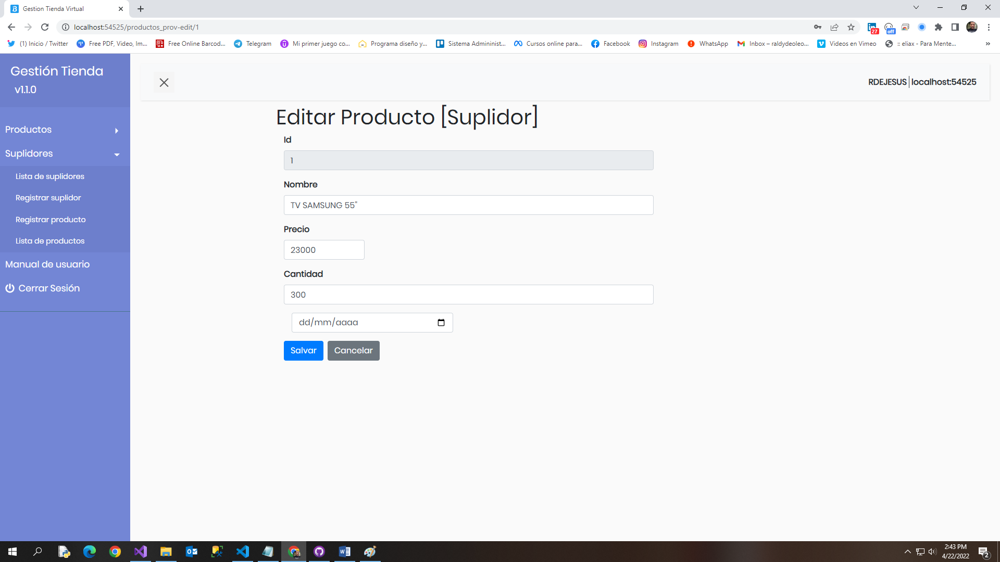 Gestion Tienda Virtual
localhost:54525/productos_prov-edit/1
27
off
(1) Inicio / Twitter
Free PDF, Video, Im...
Free Online Barcod...
Telegram
Mi primer juego co...
Programa diseño y...
Sistema Admininist...
Cursos online para...
Facebook
Instagram
WhatsApp
Inbox – raldydeoleo...
Videos en Vimeo
:: eliax - Para Mente...
»
Gestión Tienda
v1.1.0
RDEJESUS localhost:54525
Editar Producto [Suplidor]
Productos
Suplidores
Lista de suplidores
Registrar suplidor
Registrar producto
Lista de productos
Manual de usuario
Cerrar Sesión
Id
1
Nombre
TV SAMSUNG 55"
Precio
23000
Cantidad
300
dd/mm/aaaa
Salvar Cancelar
2:43 PM
4/22/2022
2